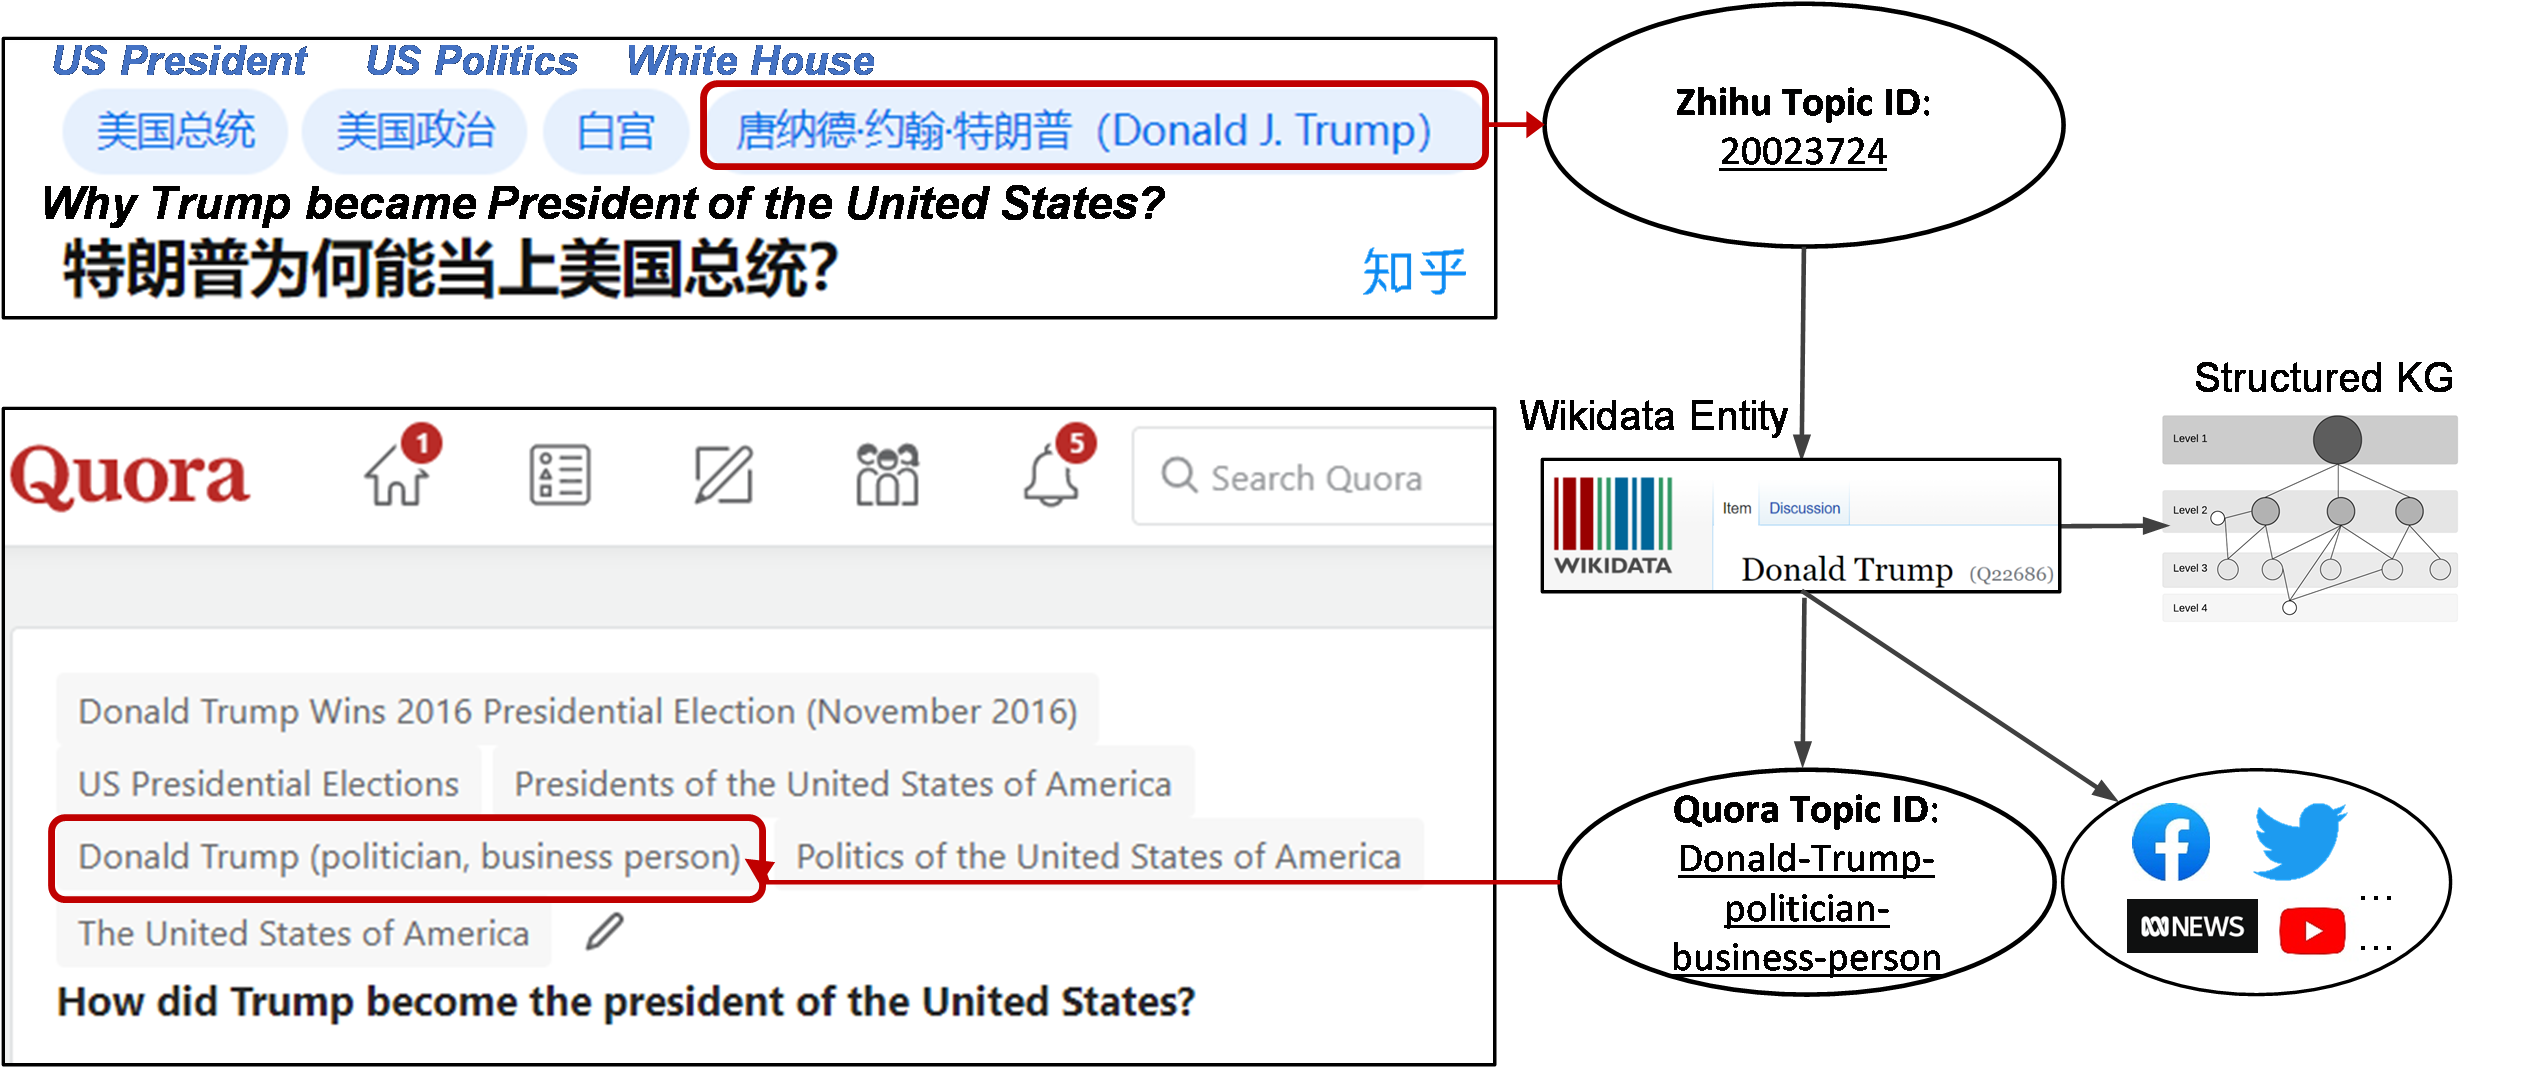 US President US Politics White House
美国总统 美国政治 白宫 唐纳德·约翰·特朗普（Donald J. Trump）
Why Trump became President of the United States?
特朗普为何能当上美国总统?
知乎
Zhihu Topic ID:
20023724
Wikidata Entity
WIKIDATA
Item Discussion
Donald Trump (Q22686)
Structured KG
Level 1
Level 2
Level 3
Level 4
Quora 1 5 Search Quora
Donald Trump Wins 2016 Presidential Election (November 2016)
US Presidential Elections Presidents of the United States of America
Donald Trump (politician, business person) Politics of the United States of America
The United States of America
How did Trump become the president of the United States?
Quora Topic ID:
Donald-Trump-
politician-
business-person
NEWS
...
...